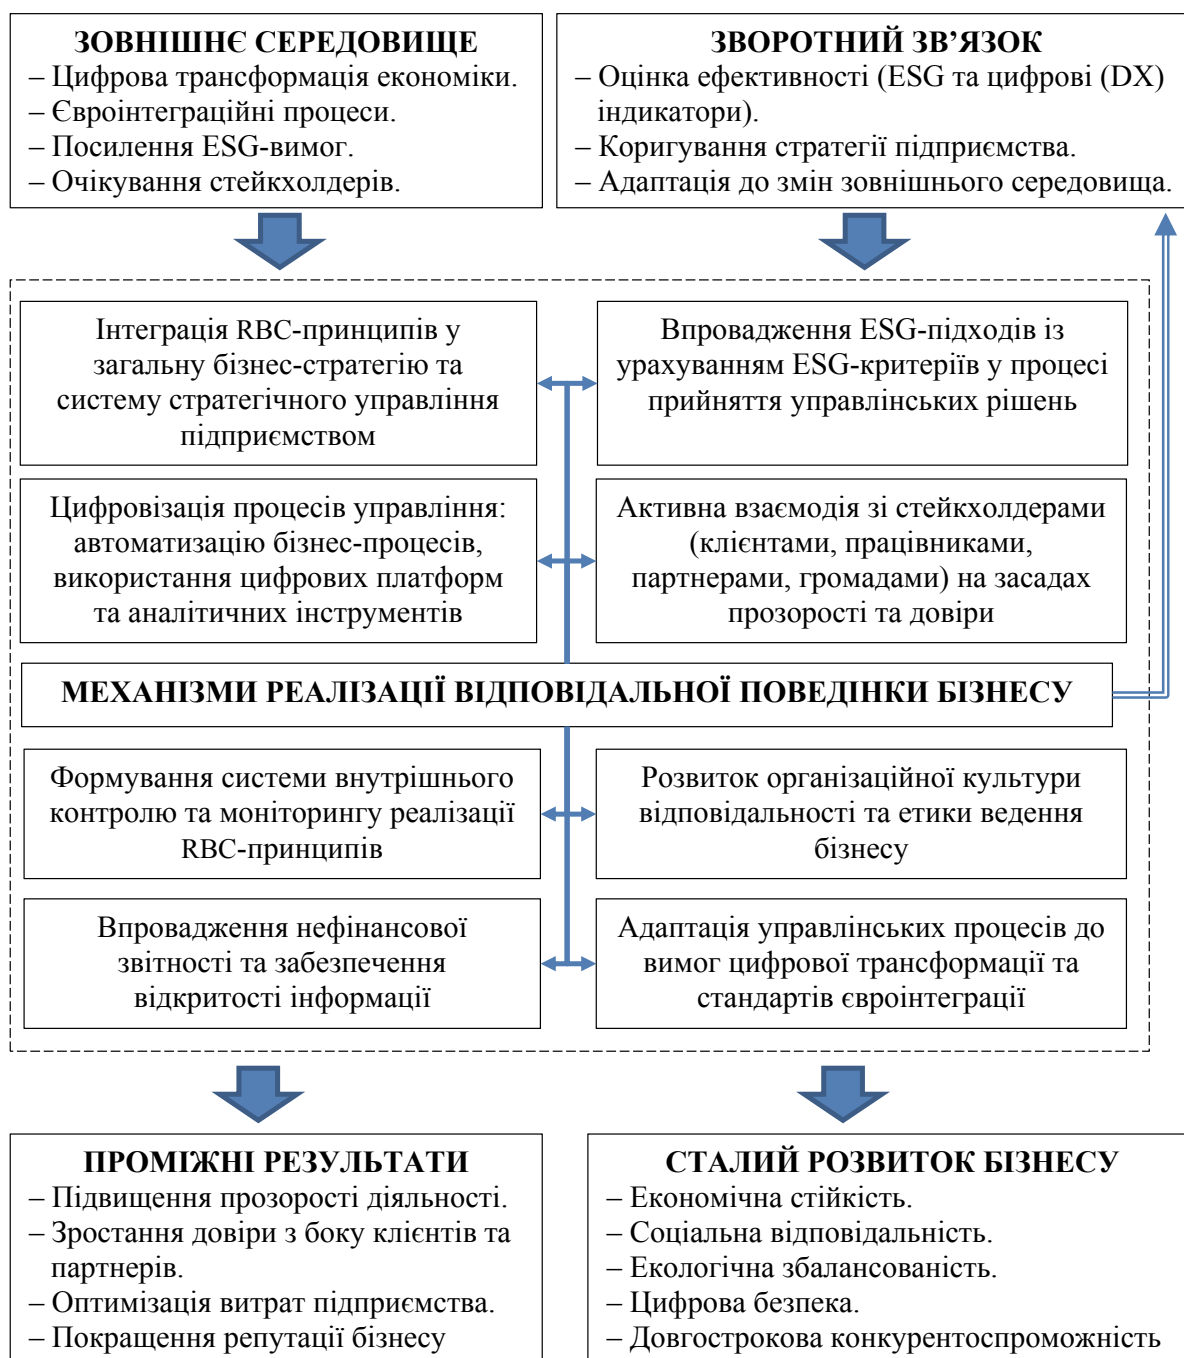 ЗОВНІШНЄ СЕРЕДОВИЩЕ
– Цифрова трансформація економіки.
– Євроінтеграційні процеси.
– Посилення ESG-вимог.
– Очікування стейкхолдерів.
ЗВОРОТНИЙ ЗВ’ЯЗОК
– Оцінка ефективності (ESG та цифрові (DX)
індикатори).
– Коригування стратегії підприємства.
– Адаптація до змін зовнішнього середовища.
Інтеграція RBC-принципів у
загальну бізнес-стратегію та
систему стратегічного управління
підприємством
Впровадження ESG-підходів із
урахуванням ESG-критеріїв у процесі
прийняття управлінських рішень
Цифровізація процесів управління:
автоматизацію бізнес-процесів,
використання цифрових платформ
та аналітичних інструментів
Активна взаємодія зі стейкхолдерами
(клієнтами, працівниками,
партнерами, громадами) на засадах
прозорості та довіри
МЕХАНІЗМИ РЕАЛІЗАЦІЇ ВІДПОВІДАЛЬНОЇ ПОВЕДІНКИ БІЗНЕСУ
Формування системи внутрішнього
контролю та моніторингу реалізації
RBC-принципів
Розвиток організаційної культури
відповідальності та етики ведення
бізнесу
Впровадження нефінансової
звітності та забезпечення
відкритості інформації
Адаптація управлінських процесів до
вимог цифрової трансформації та
стандартів євроінтеграції
ПРОМІЖНІ РЕЗУЛЬТАТИ
– Підвищення прозорості діяльності.
– Зростання довіри з боку клієнтів та
партнерів.
– Оптимізація витрат підприємства.
– Покращення репутації бізнесу
СТАЛИЙ РОЗВИТОК БІЗНЕСУ
– Економічна стійкість.
– Соціальна відповідальність.
– Екологічна збалансованість.
– Цифрова безпека.
– Довгострокова конкурентоспроможність